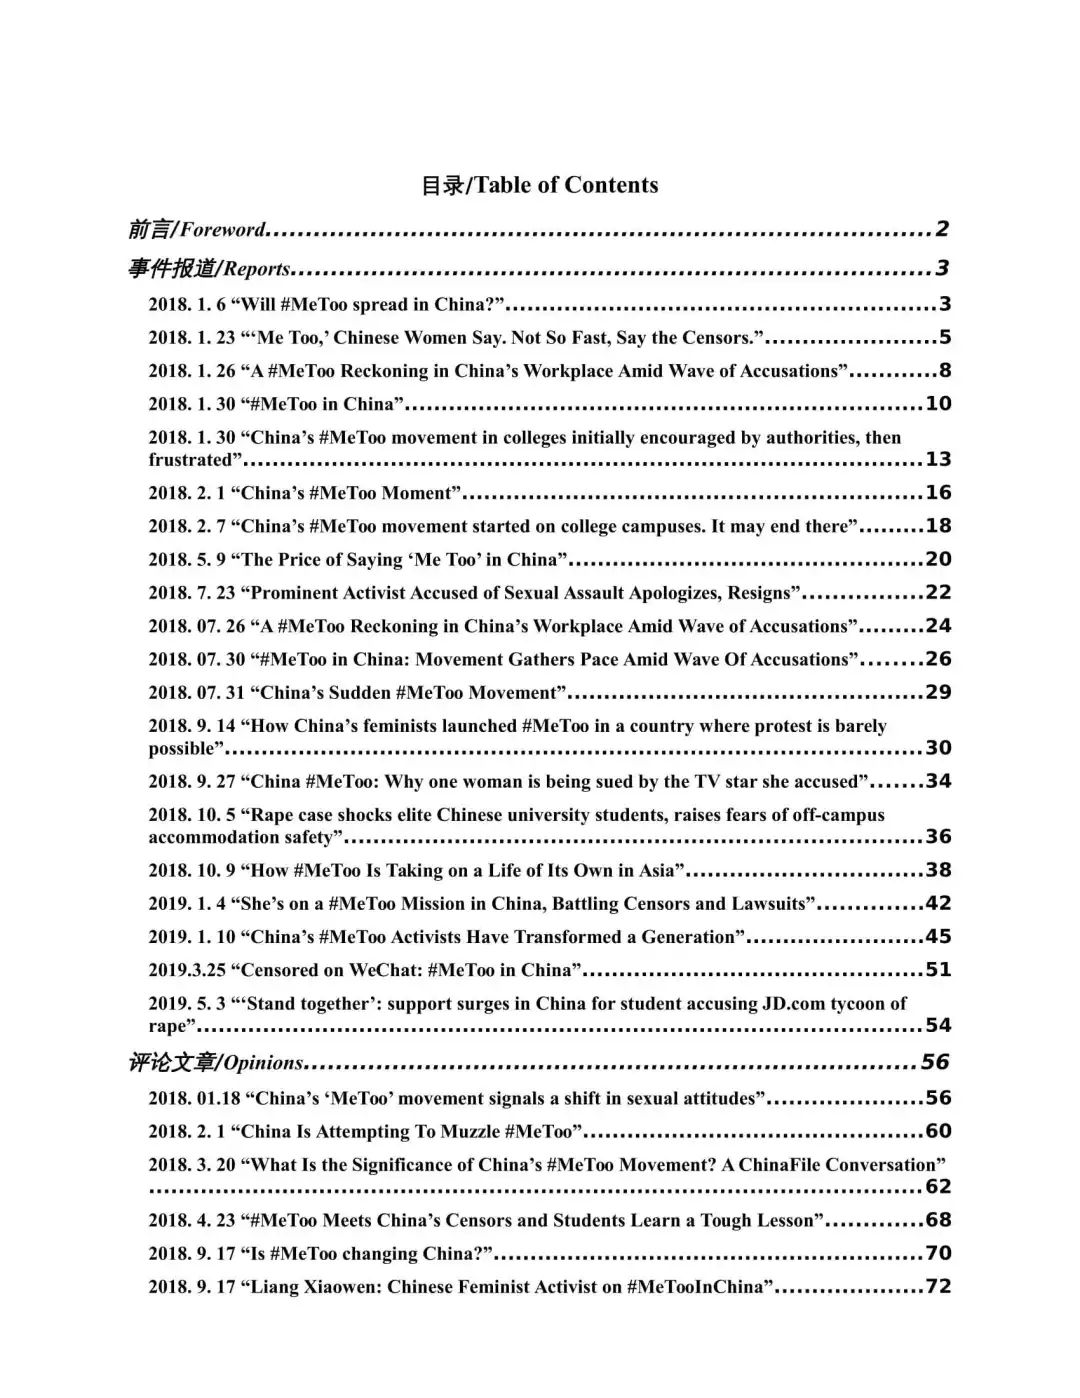 目录/Table of Contents
前言/Foreword.....................................................................................2
事件报道/Reports.................................................................................3
2018. 1. 6 “Will #MeToo spread in China?”...........................................................3
2018. 1. 23 “‘Me Too,’ Chinese Women Say. Not So Fast, Say the Censors.”........................5
2018. 1. 26 “A #MeToo Reckoning in China’s Workplace Amid Wave of Accusations”............8
2018. 1. 30 “#MeToo in China”.......................................................................10
2018. 1. 30 “China’s #MeToo movement in colleges initially encouraged by authorities, then
frustrated”.............................................................................................13
2018. 2. 1 “China’s #MeToo Moment”...............................................................16
2018. 2. 7 “China’s #MeToo movement started on college campuses. It may end there”.........18
2018. 5. 9 “The Price of Saying ‘Me Too’ in China”.................................................20
2018. 7. 23 “Prominent Activist Accused of Sexual Assault Apologizes, Resigns”.................22
2018. 07. 26 “A #MeToo Reckoning in China’s Workplace Amid Wave of Accusations”.........24
2018. 07. 30 “#MeToo in China: Movement Gathers Pace Amid Wave Of Accusations”........26
2018. 07. 31 “China’s Sudden #MeToo Movement”.................................................29
2018. 9. 14 “How China’s feminists launched #MeToo in a country where protest is barely
possible”................................................................................................30
2018. 9. 27 “China #MeToo: Why one woman is being sued by the TV star she accused”.......34
2018. 10. 5 “Rape case shocks elite Chinese university students, raises fears of off-campus
accommodation safety”................................................................................36
2018. 10. 9 “How #MeToo Is Taking on a Life of Its Own in Asia”.................................38
2019. 1. 4 “She’s on a #MeToo Mission in China, Battling Censors and Lawsuits”...............42
2019. 1. 10 “China’s #MeToo Activists Have Transformed a Generation”.........................45
2019.3.25 “Censored on WeChat: #MeToo in China”...............................................51
2019. 5. 3 “‘Stand together’: support surges in China for student accusing JD.com tycoon of
rape”....................................................................................................54
评论文章/Opinions..............................................................................56
2018. 01.18 “China’s ‘MeToo’ movement signals a shift in sexual attitudes”......................56
2018. 2. 1 “China Is Attempting To Muzzle #MeToo”...............................................60
2018. 3. 20 “What Is the Significance of China’s #MeToo Movement? A ChinaFile Conversation”
..........................................................................................................62
2018. 4. 23 “#MeToo Meets China’s Censors and Students Learn a Tough Lesson”..............68
2018. 9. 17 “Is #MeToo changing China?”...........................................................70
2018. 9. 17 “Liang Xiaowen: Chinese Feminist Activist on #MeTooInChina”.....................72